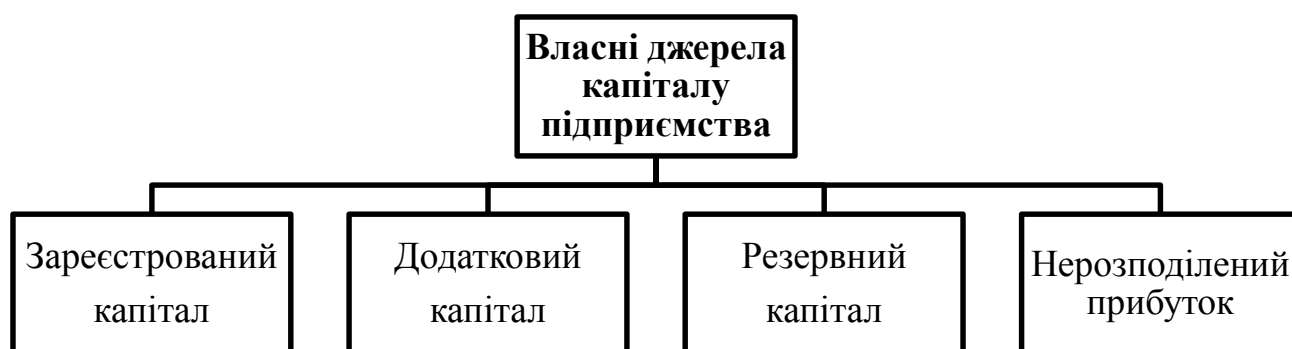 Власні джерела
капіталу
підприємства
Зареєстрований
капітал
Додатковий
капітал
Резервний
капітал
Нерозподілений
прибуток